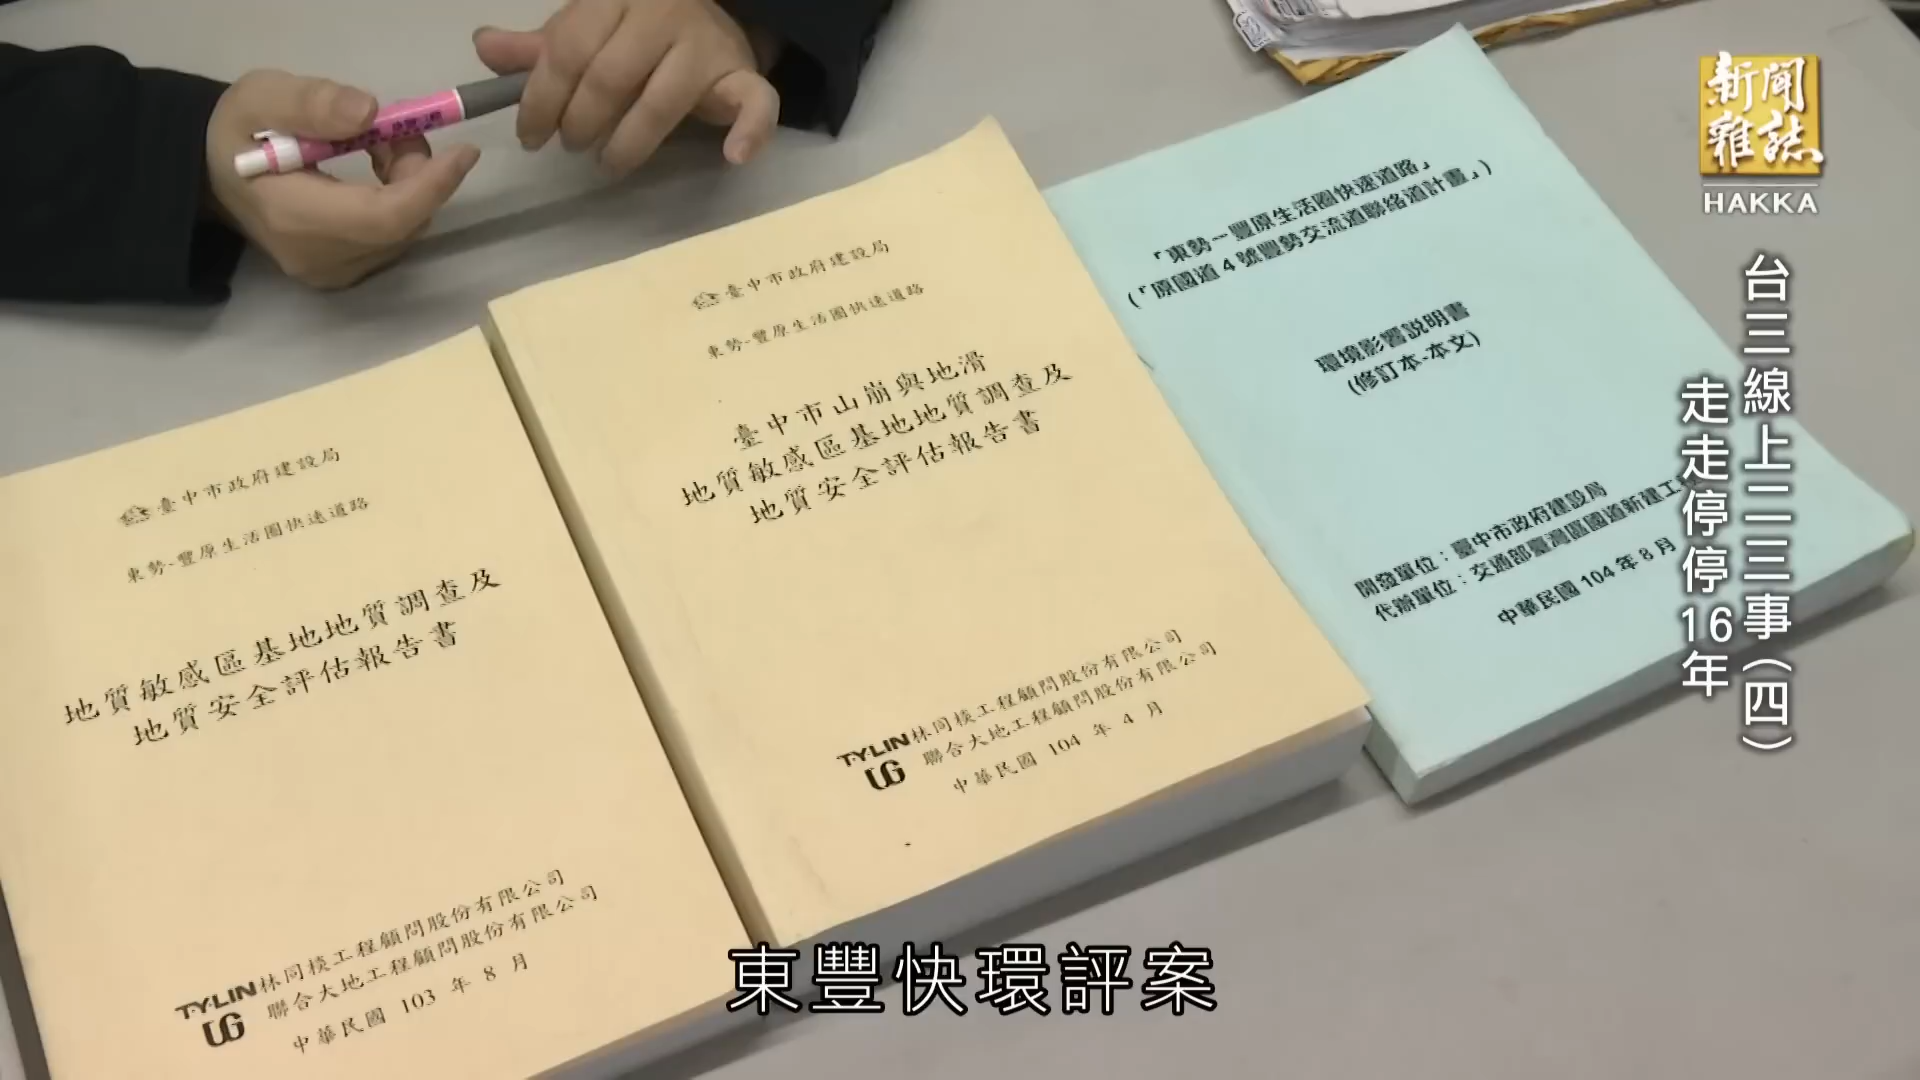 臺中市政府建設局
東勢-豐原生活圈快速道路
地質敏感區基地地質調查及
地質安全評估報告書
T.Y.LIN林同棪工程顧問股份有限公司
UG 聯合大地工程顧問股份有限公司
中華民國 103 年 8 月
臺中市政府建設局
東勢-豐原生活圈快速道路
臺中市山崩與地滑
地質敏感區基地地質調查及
地質安全評估報告書
T.Y.LIN林同棪工程顧問股份有限公司
UG 聯合大地工程顧問股份有限公司
中華民國 104 年 4 月
「東勢－豐原生活圈快速道路」
(「原國道4號豐勢交流道聯絡道計畫」)
環境影響說明書
(修訂本-本文)
開發單位：臺中市政府建設局
代辦單位：交通部臺灣區國道新建工程
中華民國 104 年 8 月
新聞
雜誌
HAKKA
台三線上二三事（四）
走走停停16年
東豐快環評案